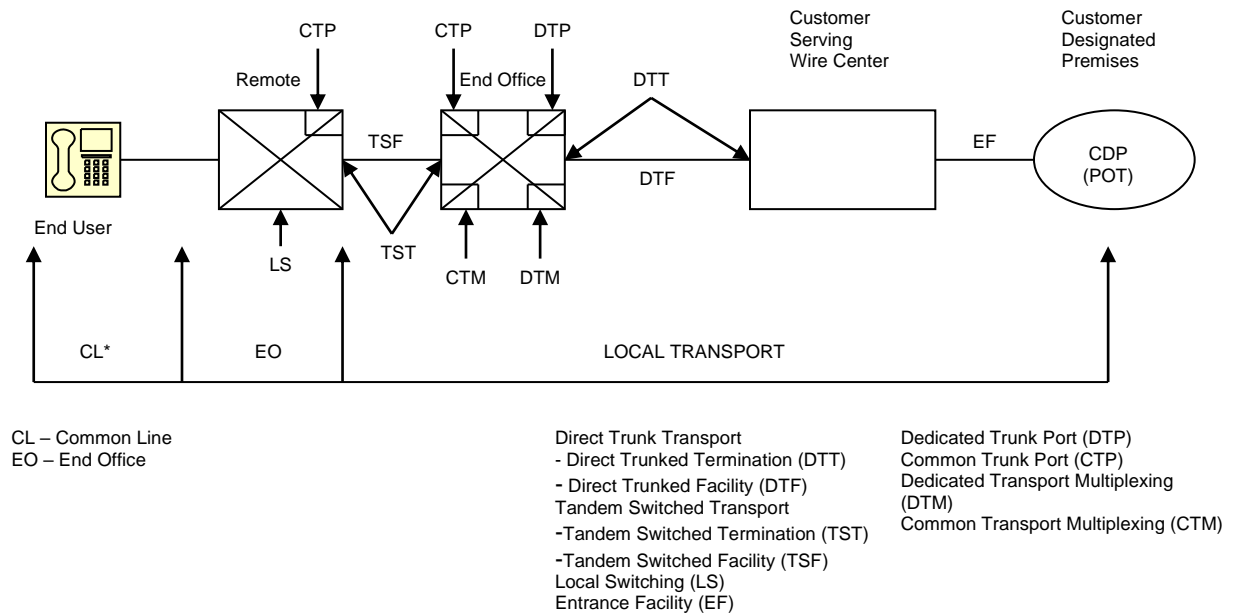 CTP
CTP
DTP
Customer
Serving
Wire Center
Customer
Designated
Premises
Remote
End Office
DTT
TSF
DTF
EF
CDP
(POT)
End User
LS
TST
CTM
DTM
CL*
EO
LOCAL TRANSPORT
CL – Common Line
EO – End Office
Direct Trunk Transport
- Direct Trunked Termination (DTT)
- Direct Trunked Facility (DTF)
Tandem Switched Transport
-Tandem Switched Termination (TST)
-Tandem Switched Facility (TSF)
Local Switching (LS)
Entrance Facility (EF)
Dedicated Trunk Port (DTP)
Common Trunk Port (CTP)
Dedicated Transport Multiplexing
(DTM)
Common Transport Multiplexing (CTM)